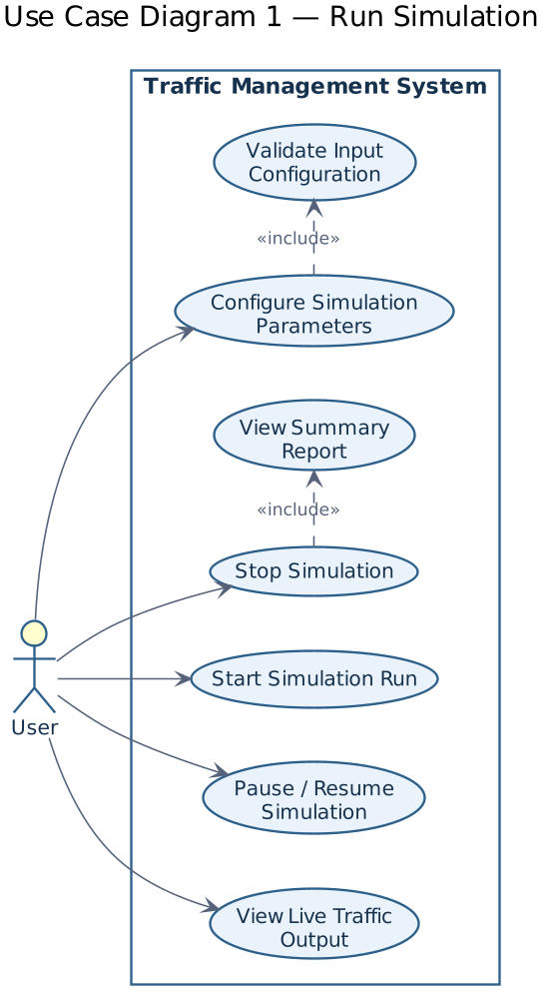 Use Case Diagram 1 — Run Simulation
Traffic Management System
Validate Input
Configuration
«include»
Configure Simulation
Parameters
View Summary
Report
«include»
Stop Simulation
Start Simulation Run
User
Pause / Resume
Simulation
View Live Traffic
Output